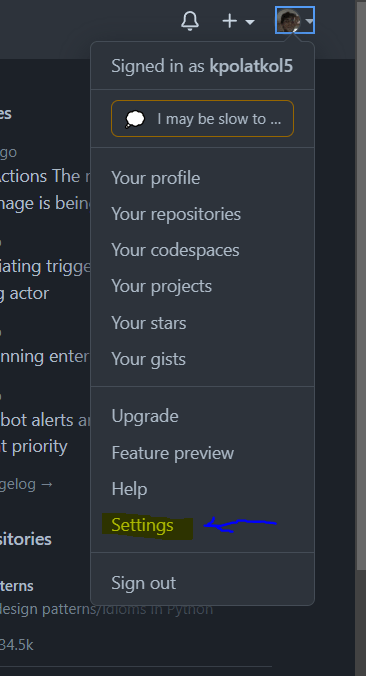 Signed in as kpolatkol5
I may be slow to ...
es
go
Actions The m
nage is bein
iating trigge
g actor
nning enter
bot alerts a
t priority
gelog →
sitories
terns
design patterns/idioms in Python
34.5k
Your profile
Your repositories
Your codespaces
Your projects
Your stars
Your gists
Upgrade
Feature preview
Help
Settings
Sign out